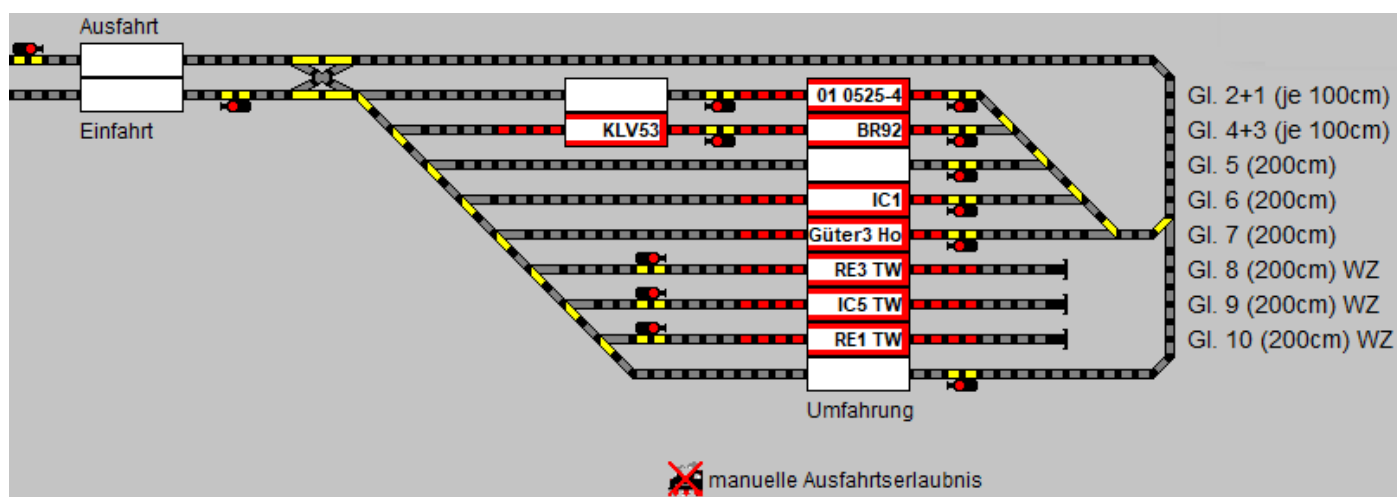 Ausfahrt
Einfahrt
01 0525-4
Gl. 2+1 (je 100cm)
KLV53
BR92
Gl. 4+3 (je 100cm)
Gl. 5 (200cm)
IC1
Gl. 6 (200cm)
Güter3 Ho
Gl. 7 (200cm)
RE3 TW
Gl. 8 (200cm) WZ
IC5 TW
Gl. 9 (200cm) WZ
RE1 TW
Gl. 10 (200cm) WZ
Umfahrung
manuelle Ausfahrtserlaubnis